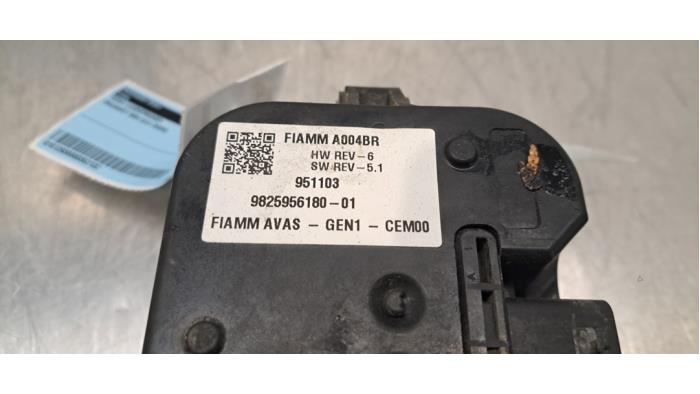 FIAMM A004BR
HW REV-6
SW REV-5.1
951103
9825956180-01
FIAMM AVAS - GEN1 - CEM00